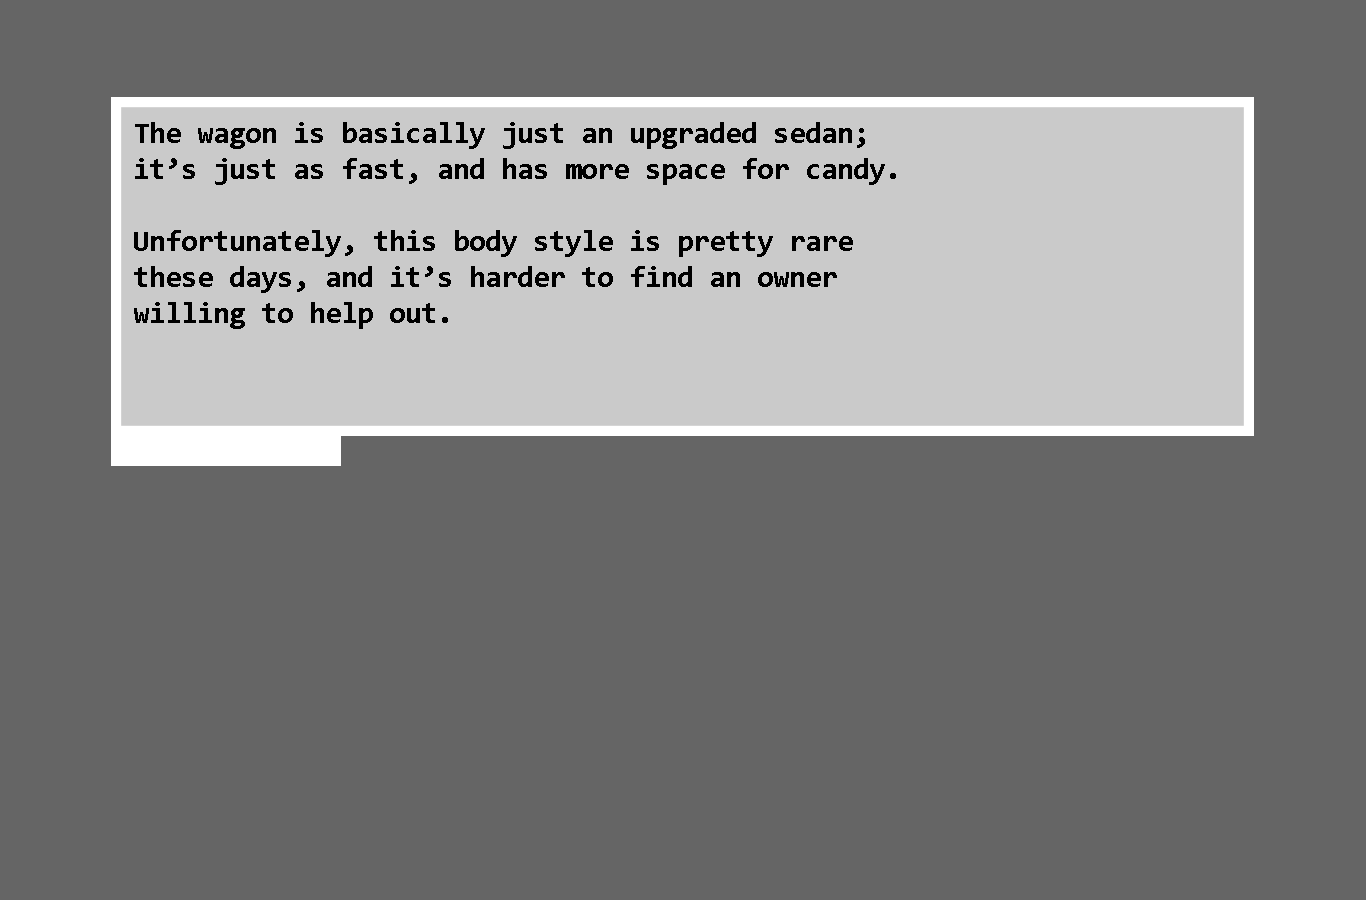 The wagon is basically just an upgraded sedan;
it’s just as fast, and has more space for candy.
Unfortunately, this body style is pretty rare
these days, and it’s harder to find an owner
willing to help out.